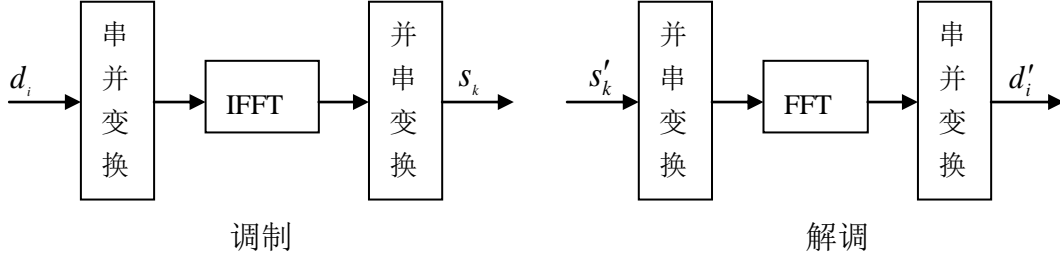 d_i
串并变换
IFFT
并串变换
s_k
调制
s'_k
并串变换
FFT
串并变换
d'_i
解调